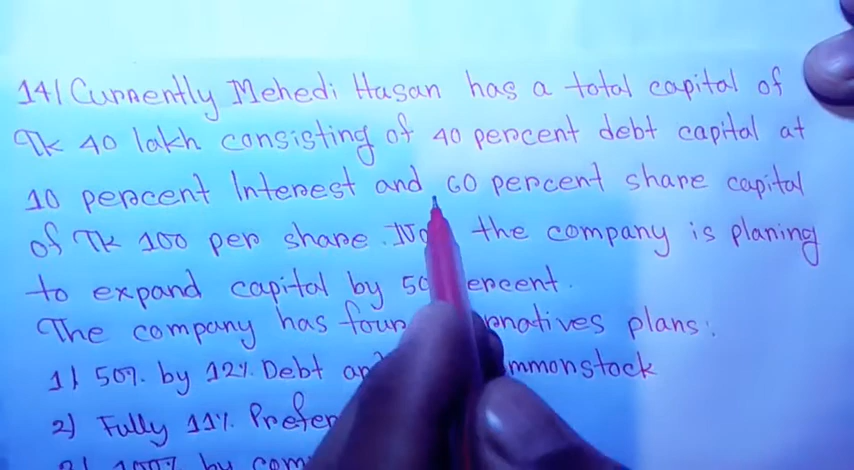 14/ Currently Mehedi Hasan has a total capital of
Tk 40 lakh consisting of 40 percent debt capital at
10 percent Interest and 60 percent share capital
of Tk 100 per share. the company is planing
to expand capital by
The company has plans:
1) 50% by 12% Debt
2) Fully 11%
100% by